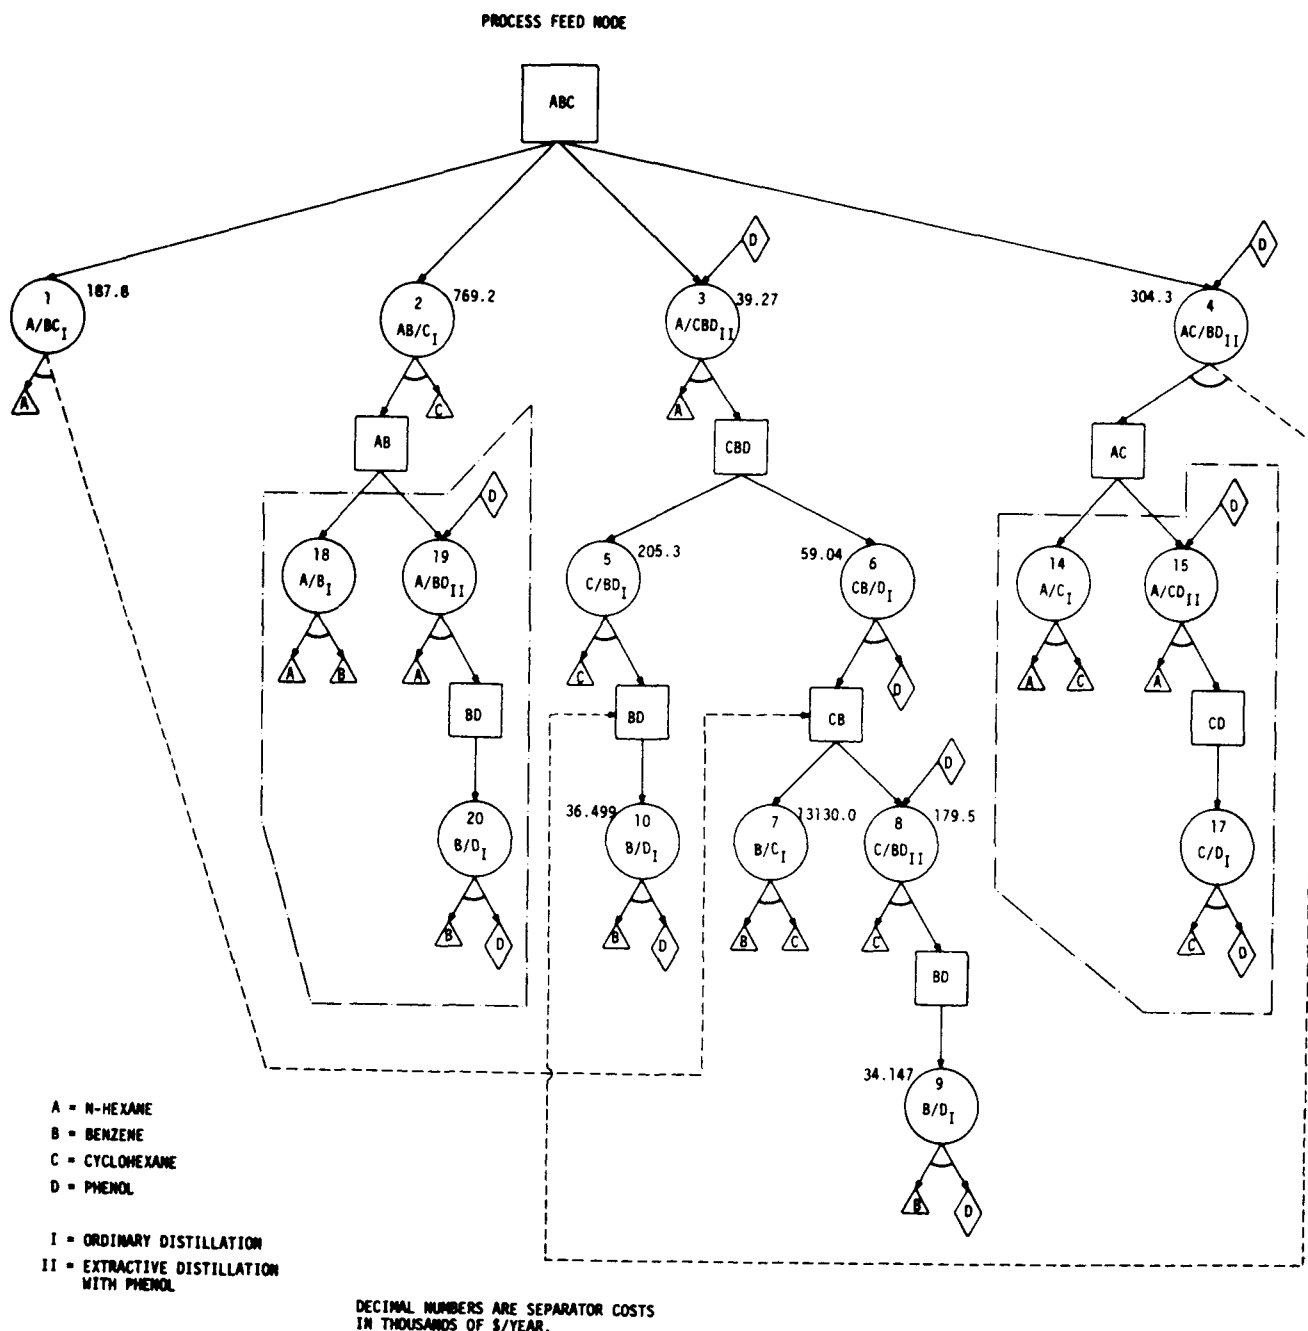 PROCESS FEED NODE
ABC
D
D
1
A/BC I
187.8
2
AB/C I
769.2
3
A/CBD II
39.27
304.3
4
AC/BD II
A
AB
C
A
CBD
AC
D
D
18
A/B I
19
A/BD II
5
C/BD I
205.3
59.04
6
CB/D I
14
A/C I
15
A/CD II
A
B
A
C
D
A
C
A
BD
BD
CB
CD
D
20
B/D I
36.499
10
B/D I
7
B/C I
13130.0
8
C/BD II
179.5
17
C/D I
B
D
B
D
B
C
C
C
D
BD
34.147
9
B/D I
B
D
A = N-HEXANE
B = BENZENE
C = CYCLOHEXANE
D = PHENOL
I = ORDINARY DISTILLATION
II = EXTRACTIVE DISTILLATION
WITH PHENOL
DECIMAL NUMBERS ARE SEPARATOR COSTS
IN THOUSANDS OF $/YEAR.